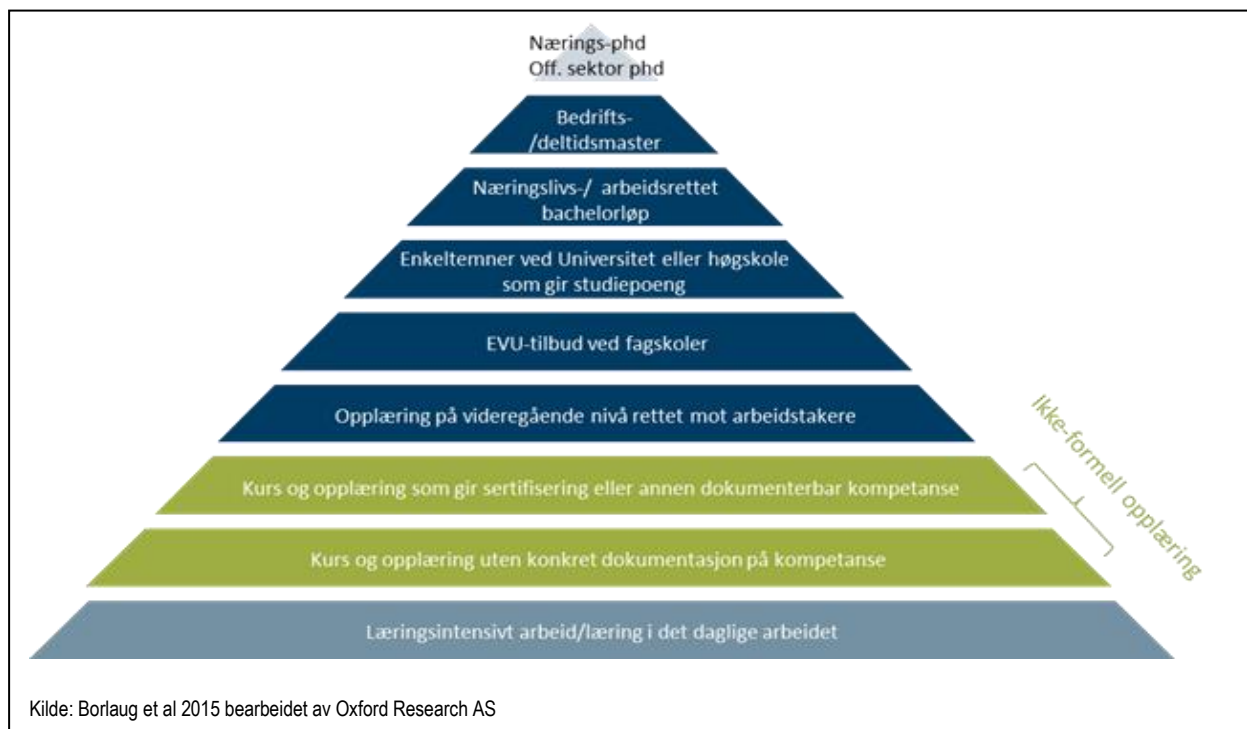 Nærings-phd
Off. sektor phd
Bedrifts-
/deltidsmaster
Næringslivs-/ arbeidsrettet
bachelorløp
Enkeltemner ved Universitet eller høgskole
som gir studiepoeng
EVU-tilbud ved fagskoler
Opplæring på videregående nivå rettet mot arbeidstakere
Kurs og opplæring som gir sertifisering eller annen dokumenterbar kompetanse
Ikke-formell opplæring
Kurs og opplæring uten konkret dokumentasjon på kompetanse
Læringsintensivt arbeid/læring i det daglige arbeidet
Kilde: Borlaug et al 2015 bearbeidet av Oxford Research AS